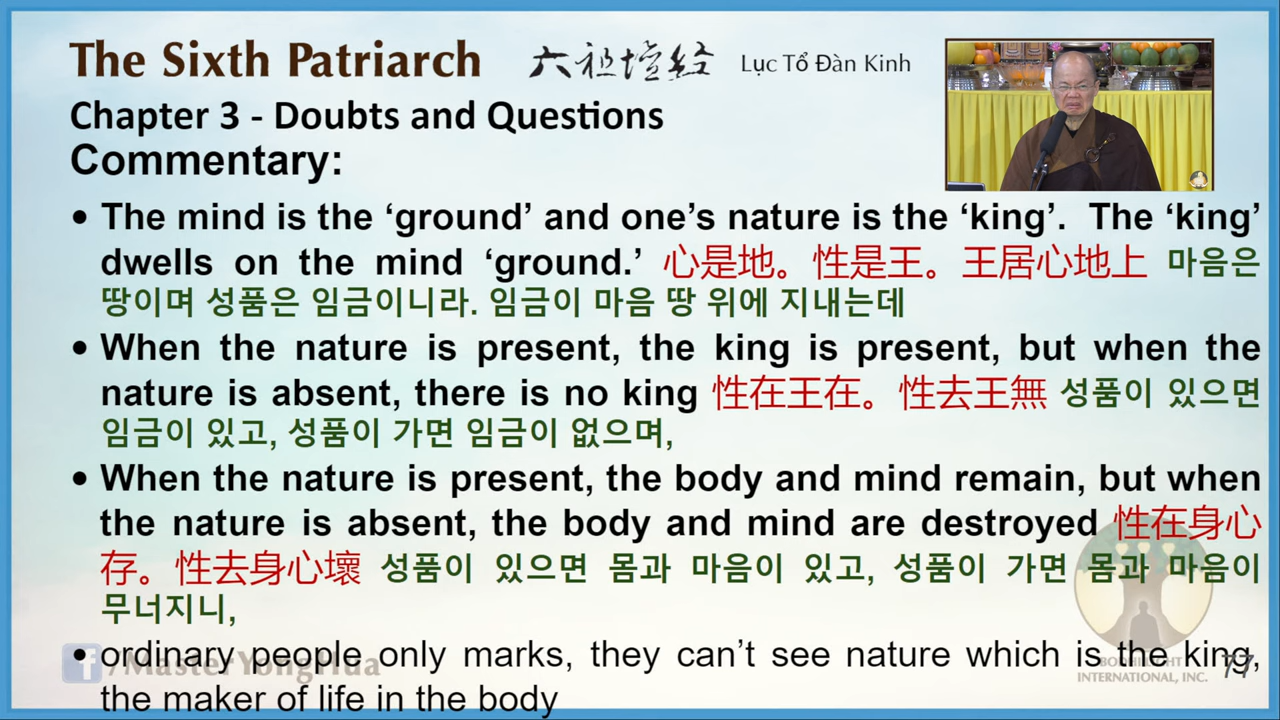 The Sixth Patriarch 六祖壇经 Lục Tổ Đàn Kinh
Chapter 3 - Doubts and Questions
Commentary:
• The mind is the ‘ground’ and one’s nature is the ‘king’. The ‘king’
dwells on the mind ‘ground.’ 心是地。性是王。王居心地上 마음은
땅이며 성품은 임금이니라. 임금이 마음 땅 위에 지내는데
• When the nature is present, the king is present, but when the
nature is absent, there is no king 性在王在。性去王無 성품이 있으면
임금이 있고, 성품이 가면 임금이 없으며,
• When the nature is present, the body and mind remain, but when
the nature is absent, the body and mind are destroyed 性在身心
存。性去身心壞 성품이 있으면 몸과 마음이 있고, 성품이 가면 몸과 마음이
무너지니,
• ordinary people only marks, they can’t see nature which is the king,
the maker of life in the body
f /MasterYongHua
BODHI LIGHT
INTERNATIONAL, INC.
77